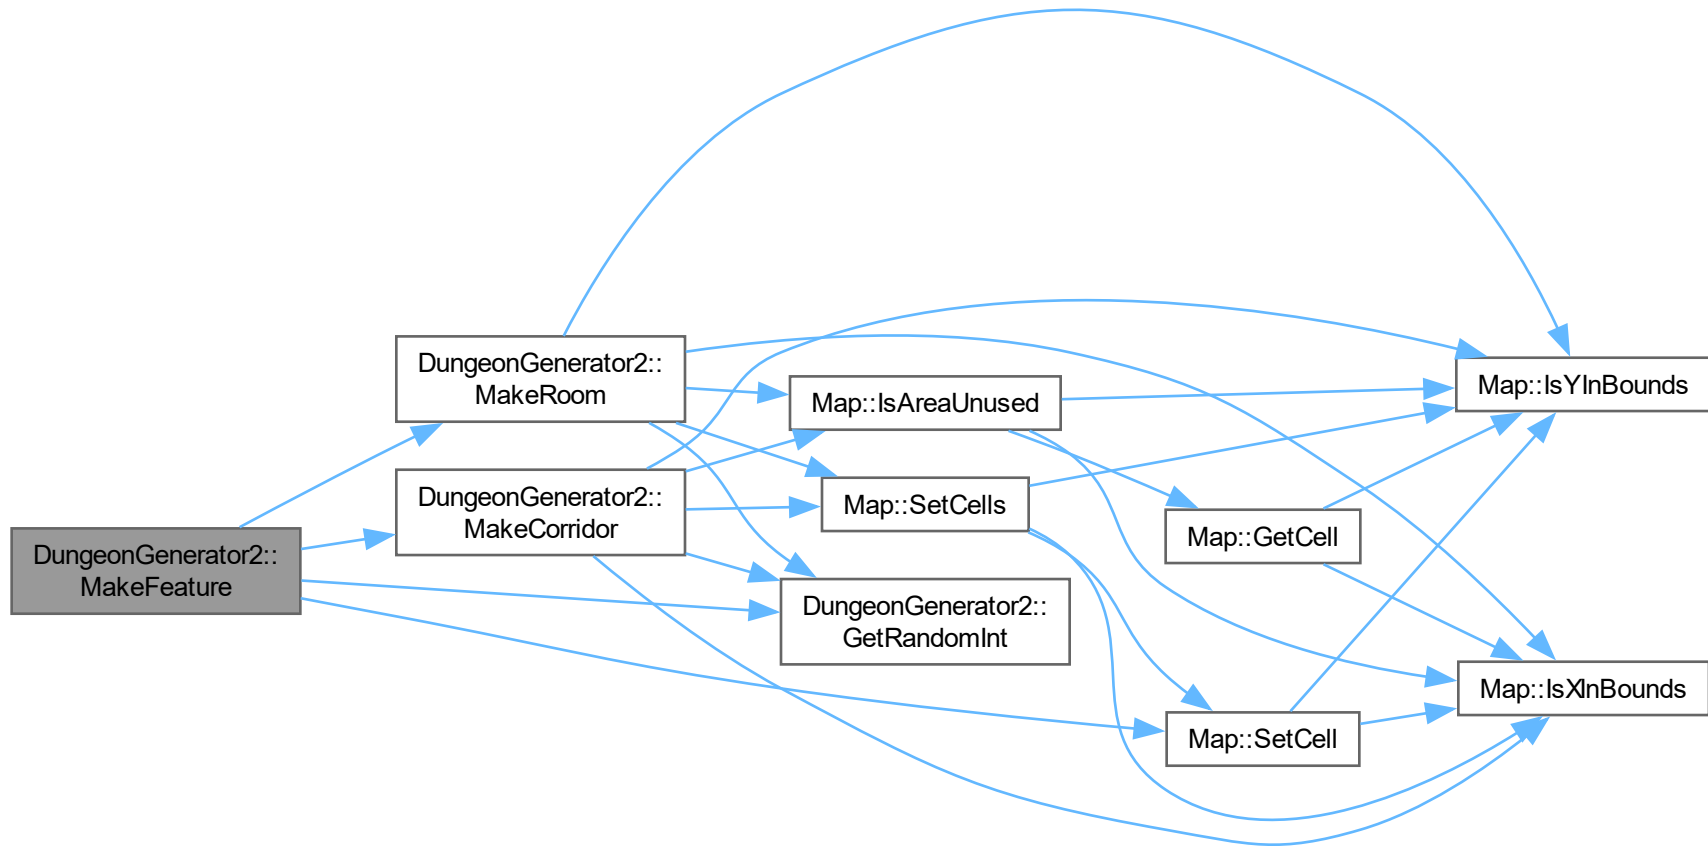 DungeonGenerator2::
MakeFeature
DungeonGenerator2::
MakeRoom
DungeonGenerator2::
MakeCorridor
Map::IsAreaUnused
Map::SetCells
DungeonGenerator2::
GetRandomInt
Map::GetCell
Map::SetCell
Map::IsYInBounds
Map::IsXInBounds